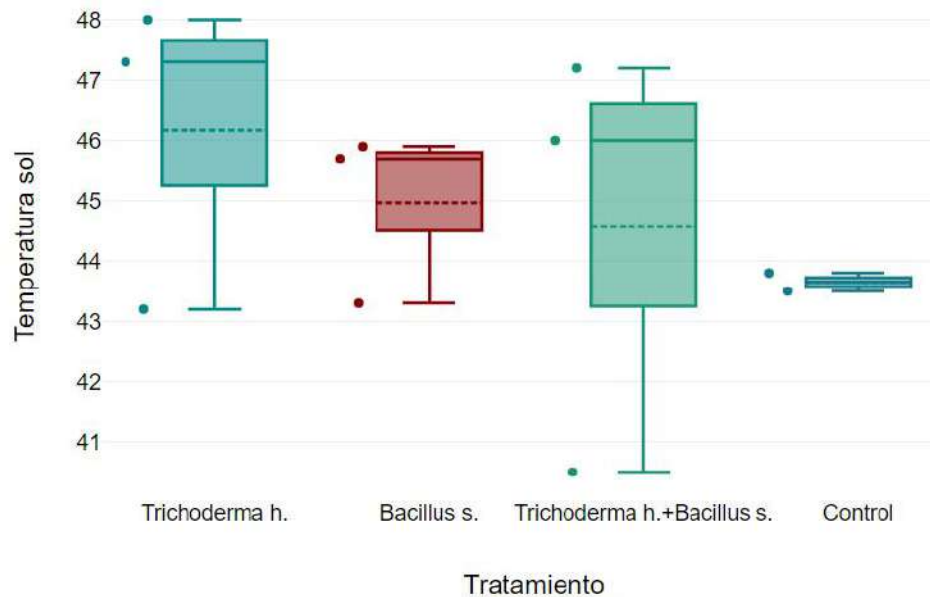 48
47
46
45
44
43
42
41
Temperatura sol
Trichoderma h. Bacillus s. Trichoderma h.+Bacillus s. Control
Tratamiento